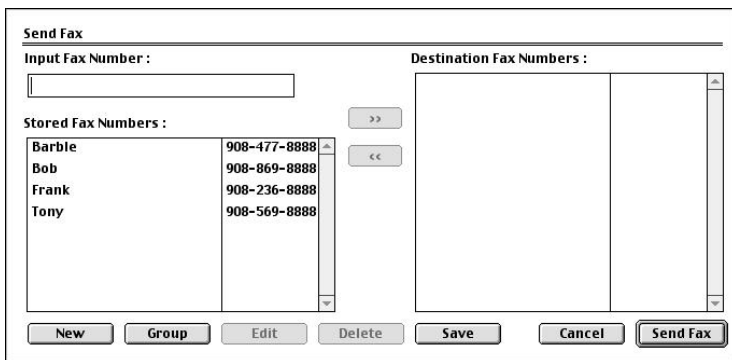 Send Fax
Input Fax Number :
Destination Fax Numbers :
>>
Stored Fax Numbers :
<<
Barbie 908-477-8888
Bob 908-869-8888
Frank 908-236-8888
Tony 908-569-8888
New Group Edit Delete Save Cancel Send Fax